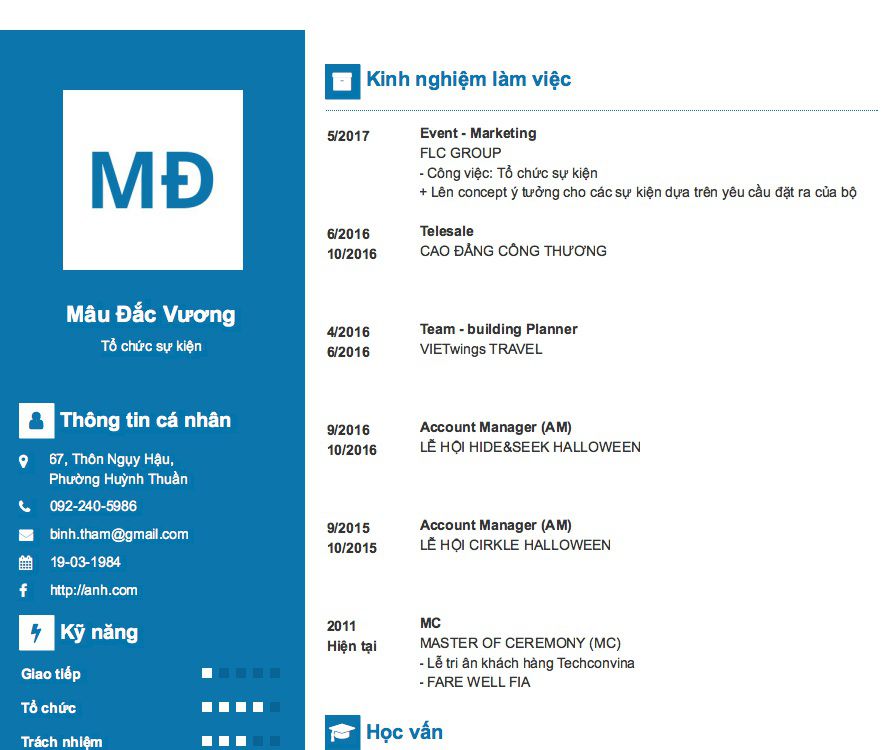 MĐ
Mâu Đắc Vương
Tổ chức sự kiện
Thông tin cá nhân
67, Thôn Ngụy Hậu,
Phường Huỳnh Thuần
092-240-5986
binh.tham@gmail.com
19-03-1984
http://anh.com
Kỹ năng
Giao tiếp
Tổ chức
Trách nhiệm
Kinh nghiệm làm việc
5/2017
Event - Marketing
FLC GROUP
- Công việc: Tổ chức sự kiện
+ Lên concept ý tưởng cho các sự kiện dựa trên yêu cầu đặt ra của bộ
6/2016
10/2016
Telesale
CAO ĐẲNG CÔNG THƯƠNG
4/2016
6/2016
Team - building Planner
VIETwings TRAVEL
9/2016
10/2016
Account Manager (AM)
LỄ HỘI HIDE&SEEK HALLOWEEN
9/2015
10/2015
Account Manager (AM)
LỄ HỘI CIRKLE HALLOWEEN
2011
Hiện tại
MC
MASTER OF CEREMONY (MC)
- Lễ tri ân khách hàng Techconvina
- FARE WELL FIA
Học vấn